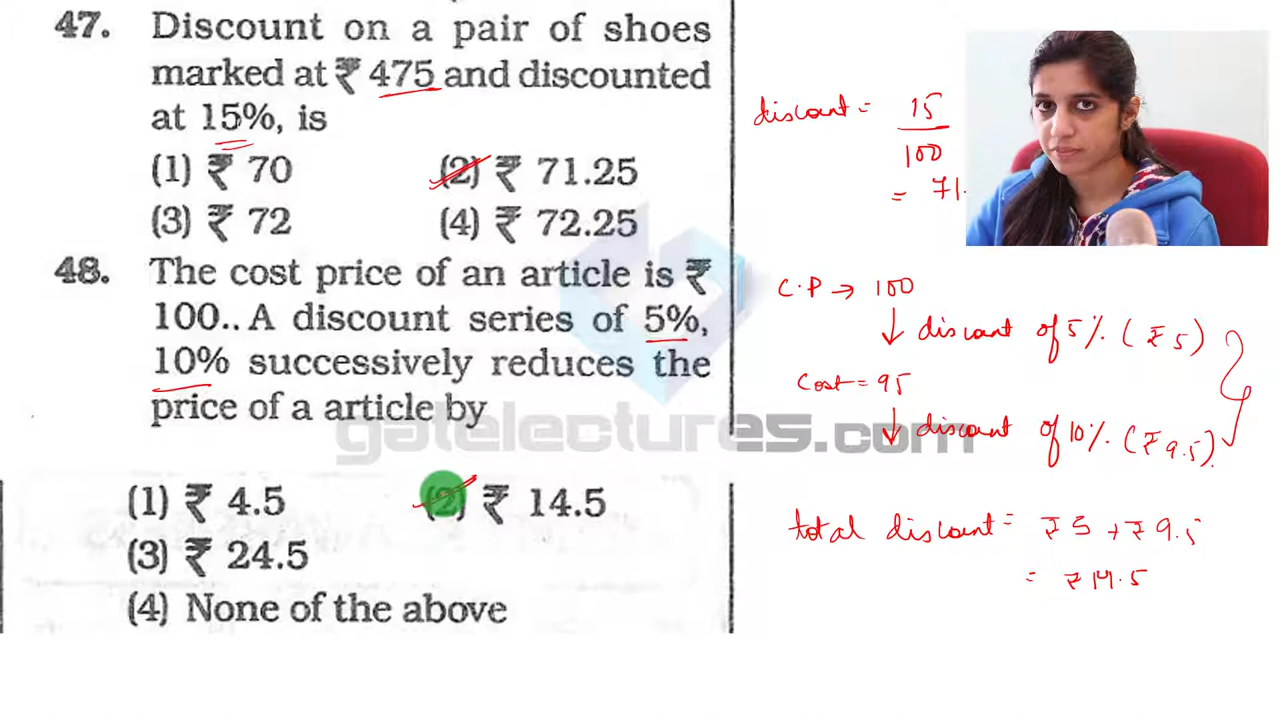 47. Discount on a pair of shoes
marked at ₹ 475 and discounted
at 15%, is
(1) ₹ 70 (2) ₹ 71.25
(3) ₹ 72 (4) ₹ 72.25
48. The cost price of an article is ₹
100.. A discount series of 5%,
10% successively reduces the
price of a article by
(1) ₹ 4.5 (2) ₹ 14.5
(3) ₹ 24.5
(4) None of the above
discount = 15
100
= 71.
C.P → 100
↓ discount of 5% (₹ 5)
Cost = 95
↓ discount of 10% (₹ 9.5)
total discount = ₹5 + ₹9.5
= ₹14.5
gatelectures.com